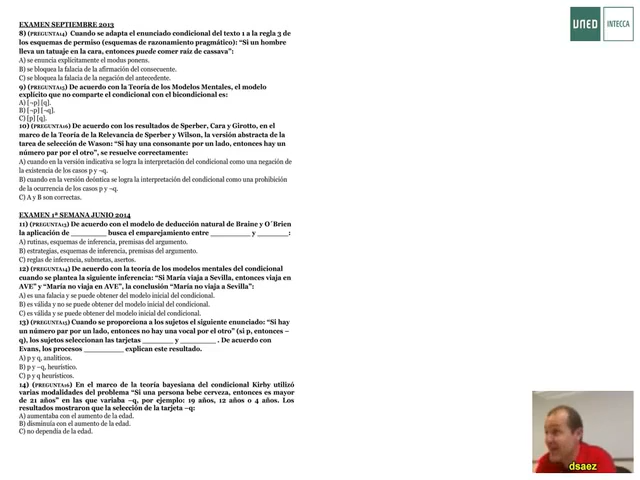 EXAMEN SEPTIEMBRE 2013
8) (PREGUNTA14) Cuando se adapta el enunciado condicional del texto 1 a la regla 3 de
los esquemas de permiso (esquemas de razonamiento pragmático): “Si un hombre
lleva un tatuaje en la cara, entonces puede comer raíz de cassava”:
A) se enuncia explícitamente el modus ponens.
B) se bloquea la falacia de la afirmación del consecuente.
C) se bloquea la falacia de la negación del antecedente.
9) (PREGUNTA15) De acuerdo con la Teoría de los Modelos Mentales, el modelo
explícito que no comparte el condicional con el bicondicional es:
A) [¬p] [q].
B) [¬p] [¬q].
C) [p] [q].
10) (PREGUNTA16) De acuerdo con los resultados de Sperber, Cara y Girotto, en el
marco de la Teoría de la Relevancia de Sperber y Wilson, la versión abstracta de la
tarea de selección de Wason: “Si hay una consonante por un lado, entonces hay un
número par por el otro”, se resuelve correctamente:
A) cuando en la versión indicativa se logra la interpretación del condicional como una negación de
la existencia de los casos p y ¬q.
B) cuando en la versión deóntica se logra la interpretación del condicional como una prohibición
de la ocurrencia de los casos p y ¬q.
C) A y B son correctas.
EXAMEN 1ª SEMANA JUNIO 2014
11) (PREGUNTA13) De acuerdo con el modelo de deducción natural de Braine y O´Brien
la aplicación de ________ busca el emparejamiento entre _________ y _______:
A) rutinas, esquemas de inferencia, premisas del argumento.
B) estrategias, esquemas de inferencia, premisas del argumento.
C) reglas de inferencia, submetas, asertos.
12) (PREGUNTA14) De acuerdo con la teoría de los modelos mentales del condicional
cuando se plantea la siguiente inferencia: “Si María viaja a Sevilla, entonces viaja en
AVE” y “María no viaja en AVE”, la conclusión “María no viaja a Sevilla”:
A) es una falacia y se puede obtener del modelo inicial del condicional.
B) es válida y no se puede obtener del modelo inicial del condicional.
C) es válida y se puede obtener del modelo inicial del condicional.
13) (PREGUNTA15) Cuando se proporciona a los sujetos el siguiente enunciado: “Si hay
un número par por un lado, entonces no hay una vocal por el otro” (si p, entonces –
q), los sujetos seleccionan las tarjetas _______ y _______ . De acuerdo con
Evans, los procesos _________ explican este resultado.
A) p y q, analíticos.
B) p y –q, heurístico.
C) p y q heurísticos.
14) (PREGUNTA16) En el marco de la teoría bayesiana del condicional Kirby utilizó
varias modalidades del problema “Si una persona bebe cerveza, entonces es mayor
de 21 años” en las que variaba –q, por ejemplo: 19 años, 12 años o 4 años. Los
resultados mostraron que la selección de la tarjeta –q:
A) aumentaba con el aumento de la edad.
B) disminuía con el aumento de la edad.
C) no dependía de la edad.
UNED
INTECCA
dsaez